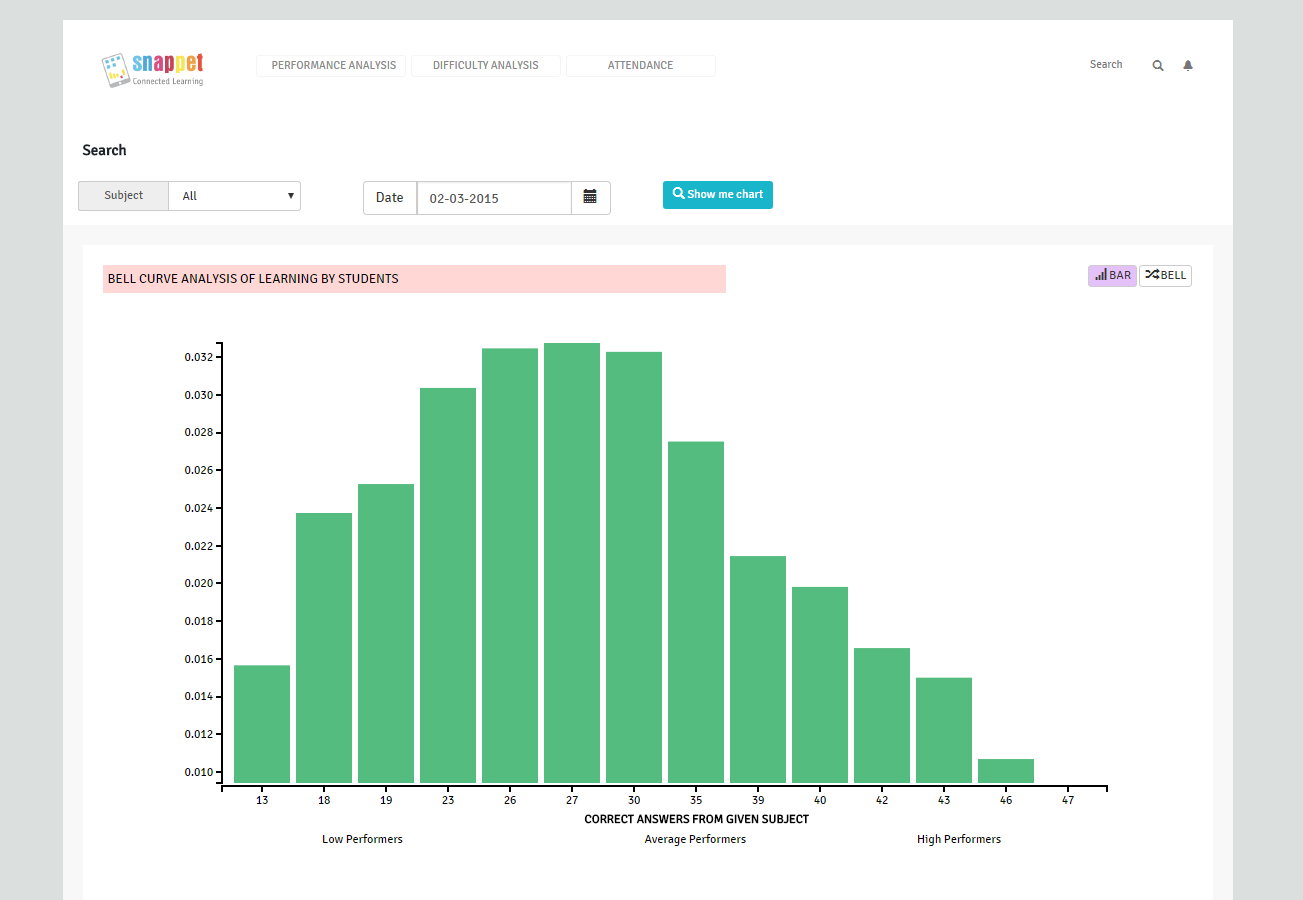 snappet
Connected Learning
PERFORMANCE ANALYSIS DIFFICULTY ANALYSIS ATTENDANCE Search
Search
Subject All Date 02-03-2015 Show me chart
BELL CURVE ANALYSIS OF LEARNING BY STUDENTS BAR BELL
0.032
0.030
0.028
0.026
0.024
0.022
0.020
0.018
0.016
0.014
0.012
0.010
13 18 19 23 26 27 30 35 39 40 42 43 46 47
CORRECT ANSWERS FROM GIVEN SUBJECT
Low Performers Average Performers High Performers